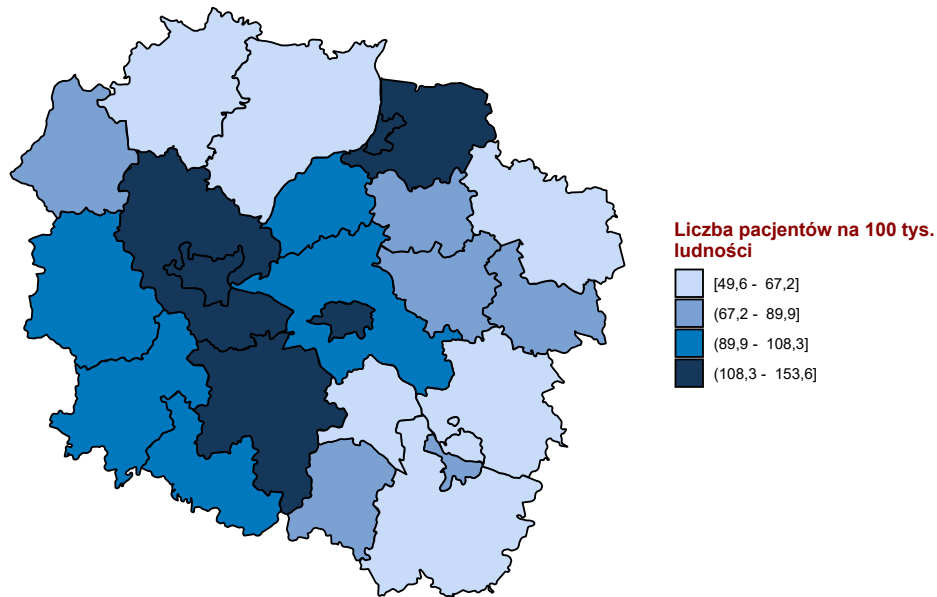 Liczba pacjentów na 100 tys.
ludności
[49,6 - 67,2]
(67,2 - 89,9]
(89,9 - 108,3]
(108,3 - 153,6]